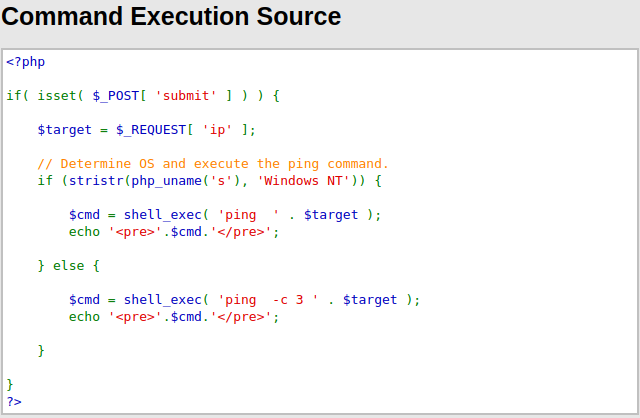 Command Execution Source
<?php
if( isset( $_POST[ 'submit' ] ) ) {
$target = $_REQUEST[ 'ip' ];
// Determine OS and execute the ping command.
if (stristr(php_uname('s'), 'Windows NT')) {
$cmd = shell_exec( 'ping  ' . $target );
echo '<pre>'.$cmd.'</pre>';
} else {
$cmd = shell_exec( 'ping  -c 3 ' . $target );
echo '<pre>'.$cmd.'</pre>';
}
}
?>